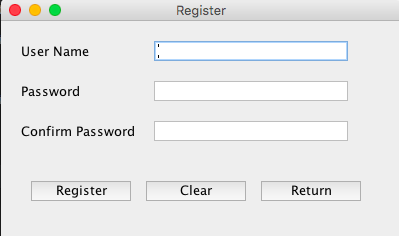 Register
User Name
Password
Confirm Password
Register Clear Return